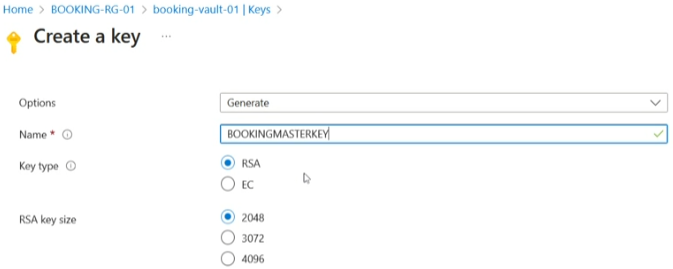 Home > BOOKING-RG-01 > booking-vault-01 | Keys >
Create a key ...
Options Generate
Name * BOOKINGMASTERKEY
Key type RSA
EC
RSA key size 2048
3072
4096